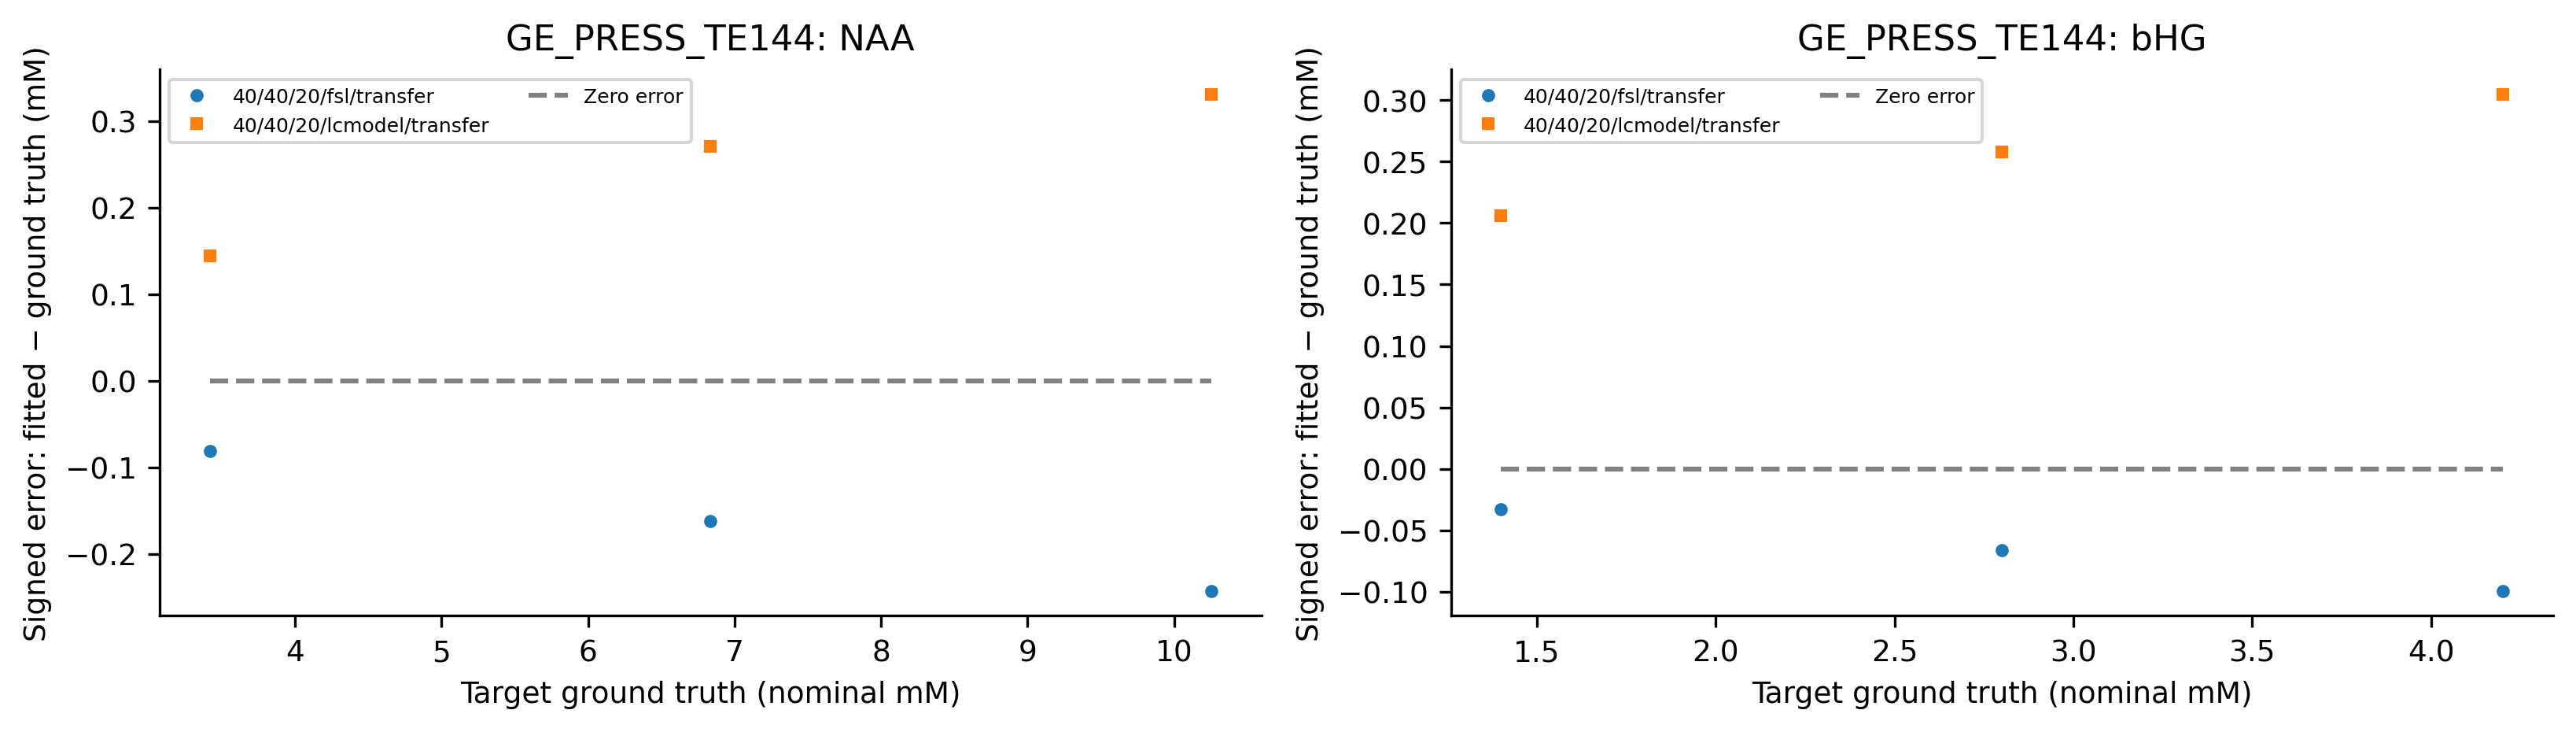 GE_PRESS_TE144: NAA
Signed error: fitted − ground truth (mM)
40/40/20/fsl/transfer
40/40/20/lcmodel/transfer
Zero error
0.3
0.2
0.1
0.0
−0.1
−0.2
4 5 6 7 8 9 10
Target ground truth (nominal mM)
GE_PRESS_TE144: bHG
Signed error: fitted − ground truth (mM)
40/40/20/fsl/transfer
40/40/20/lcmodel/transfer
Zero error
0.30
0.25
0.20
0.15
0.10
0.05
0.00
−0.05
−0.10
1.5 2.0 2.5 3.0 3.5 4.0
Target ground truth (nominal mM)